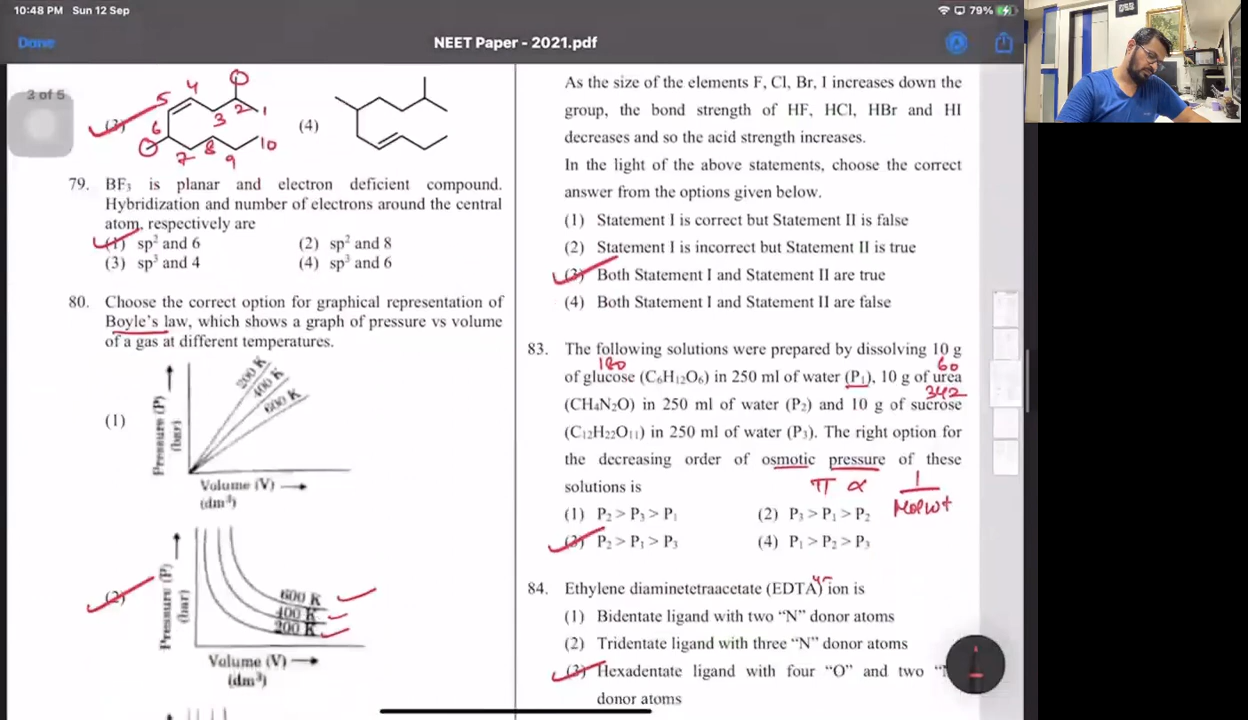 10:48 PM Sun 12 Sep
79%
Done
NEET Paper - 2021.pdf
3 of 5
(3)
1
2
3
4
5
6
7
8
9
10
(4)
79. BF₃ is planar and electron deficient compound.
Hybridization and number of electrons around the central
atom, respectively are
(1) sp² and 6
(2) sp² and 8
(3) sp³ and 4
(4) sp³ and 6
80. Choose the correct option for graphical representation of
Boyle's law, which shows a graph of pressure vs volume
of a gas at different temperatures.
(1)
Pressure (P)
(bar)
200 K
400 K
600 K
Volume (V)
(dm³)
(2)
Pressure (P)
(bar)
600 K
400 K
200 K
Volume (V)
(dm³)
As the size of the elements F, Cl, Br, I increases down the
group, the bond strength of HF, HCl, HBr and HI
decreases and so the acid strength increases.
In the light of the above statements, choose the correct
answer from the options given below.
(1) Statement I is correct but Statement II is false
(2) Statement I is incorrect but Statement II is true
(3) Both Statement I and Statement II are true
(4) Both Statement I and Statement II are false
83. The following solutions were prepared by dissolving 10 g
180
60
of glucose (C₆H₁₂O₆) in 250 ml of water (P₁), 10 g of urea
342
(CH₄N₂O) in 250 ml of water (P₂) and 10 g of sucrose
(C₁₂H₂₂O₁₁) in 250 ml of water (P₃). The right option for
the decreasing order of osmotic pressure of these
solutions is
π ∝ 1
Mol wt
(1) P₂ > P₃ > P₁
(2) P₃ > P₁ > P₂
(3) P₂ > P₁ > P₃
(4) P₁ > P₂ > P₃
84. Ethylene diaminetetraacetate (EDTA)⁴⁻ ion is
(1) Bidentate ligand with two "N" donor atoms
(2) Tridentate ligand with three "N" donor atoms
(3) Hexadentate ligand with four "O" and two
donor atoms